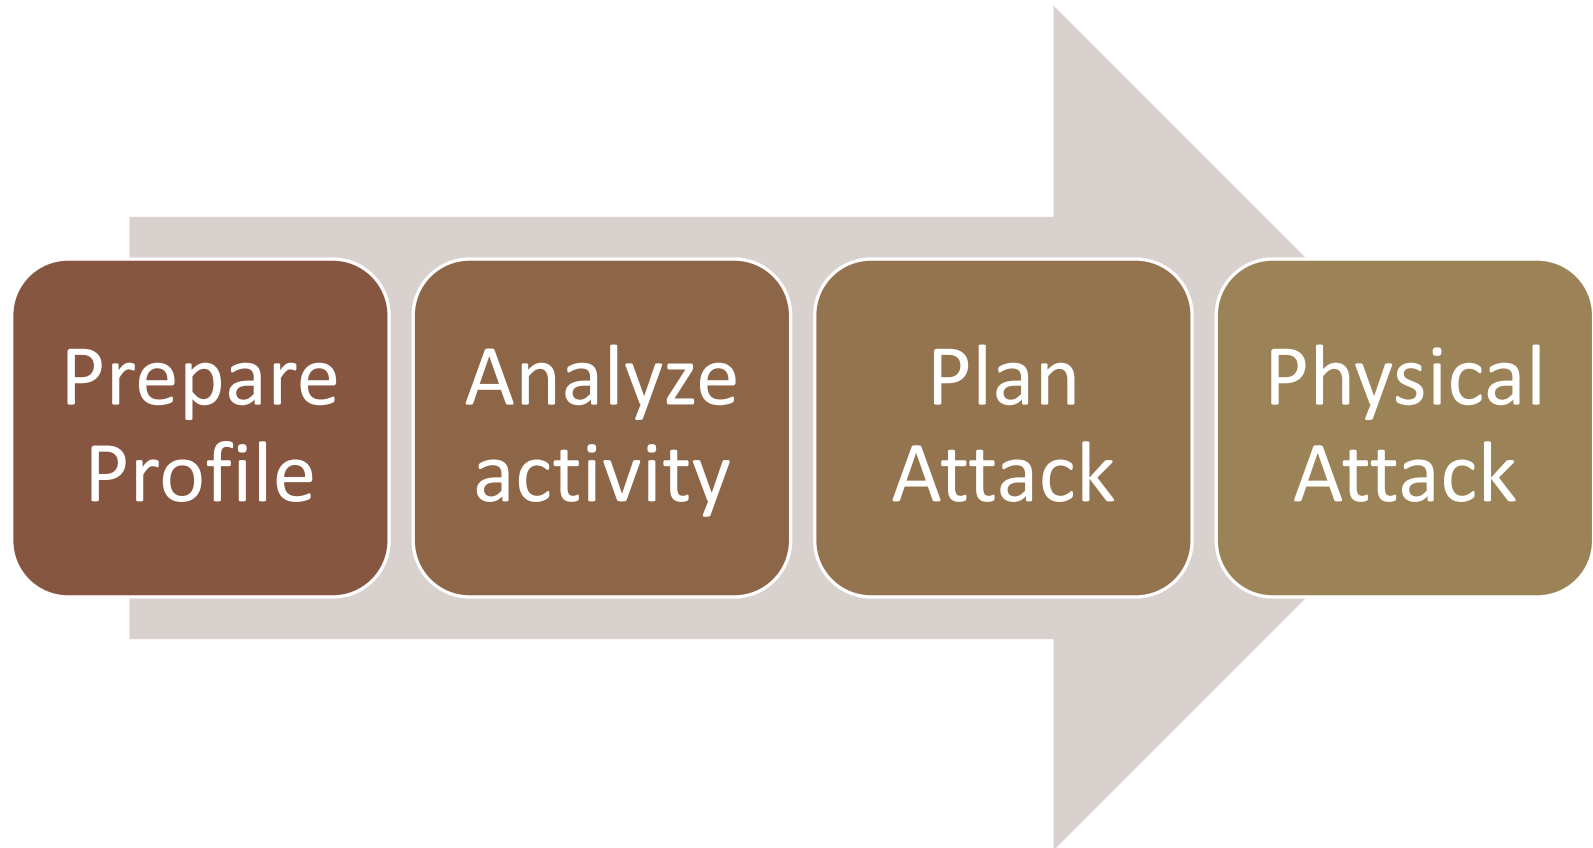 Prepare
Profile
Analyze
activity
Plan
Attack
Physical
Attack